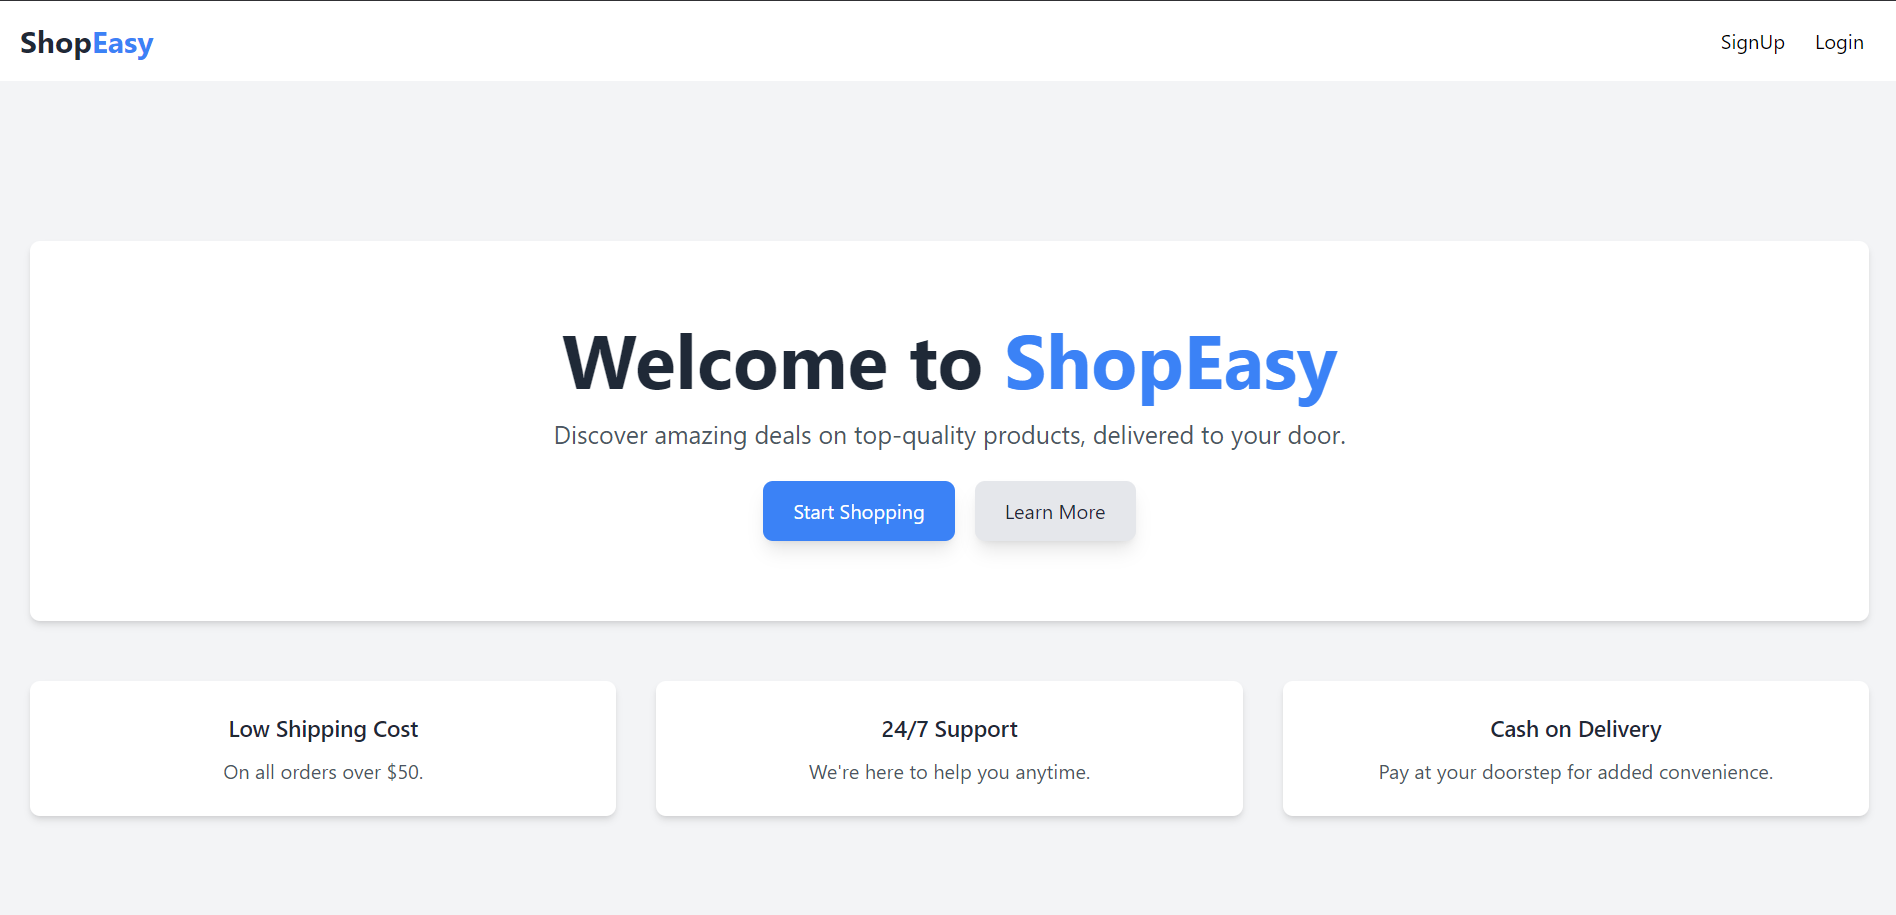 ShopEasy
SignUp Login
Welcome to ShopEasy
Discover amazing deals on top-quality products, delivered to your door.
Start Shopping Learn More
Low Shipping Cost
On all orders over $50.
24/7 Support
We're here to help you anytime.
Cash on Delivery
Pay at your doorstep for added convenience.